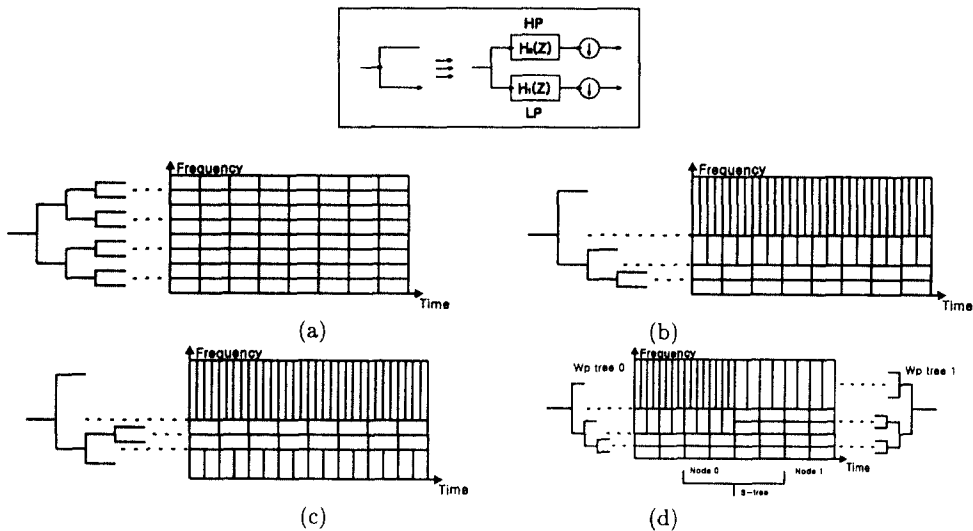 HP
H₀(Z)
H₁(Z)
LP
Frequency
Time
(a)
Frequency
Time
(b)
Frequency
Time
(c)
Wp tree 0
Frequency
Wp tree 1
Time
Node 0
Node 1
S-tree
(d)